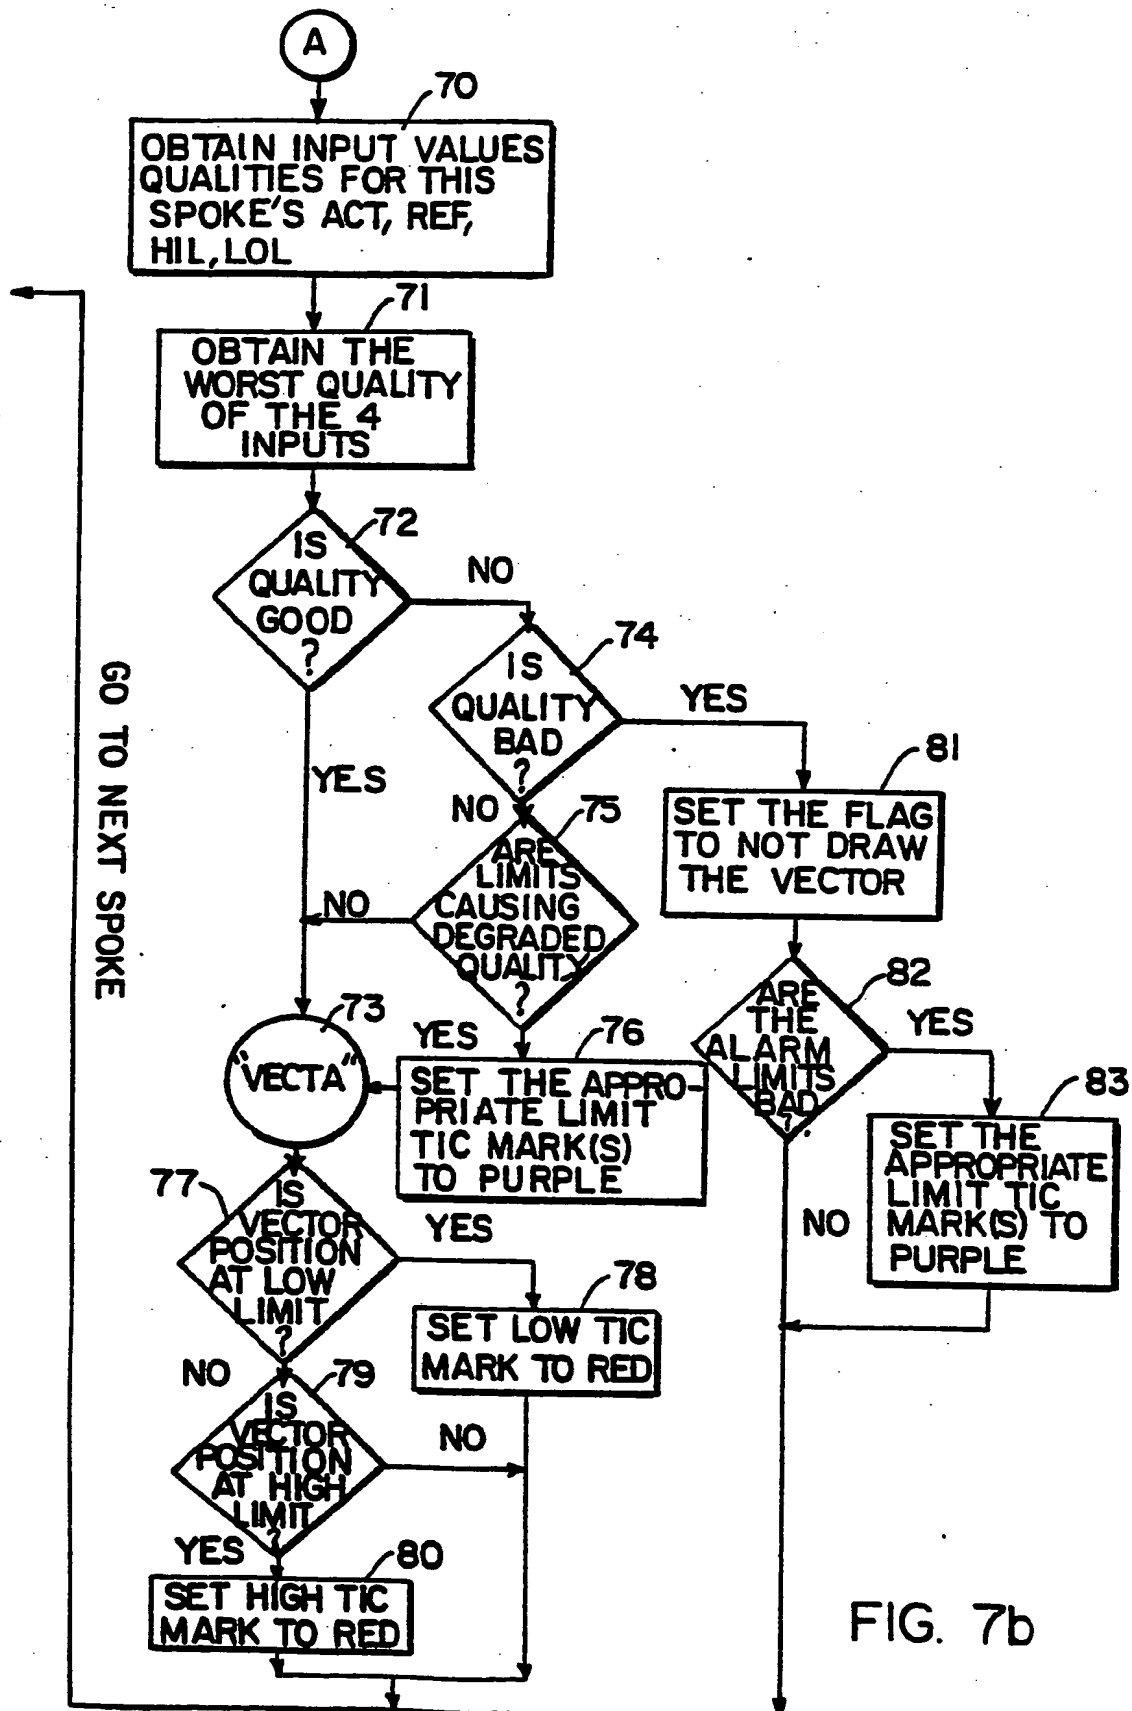 A
70
OBTAIN INPUT VALUES
QUALITIES FOR THIS
SPOKE'S ACT, REF,
HIL, LOL
71
OBTAIN THE
WORST QUALITY
OF THE 4
INPUTS
72
IS
QUALITY
GOOD
?
NO
YES
74
IS
QUALITY
BAD
?
YES
NO
75
ARE
LIMITS
CAUSING
DEGRADED
QUALITY
?
NO
YES
81
SET THE FLAG
TO NOT DRAW
THE VECTOR
82
ARE
THE
ALARM
LIMITS
BAD
?
YES
NO
83
SET THE
APPROPRIATE
LIMIT TIC
MARK(S) TO
PURPLE
73
"VECTA"
76
SET THE APPRO-
PRIATE LIMIT
TIC MARK(S)
TO PURPLE
77
IS
VECTOR
POSITION
AT LOW
LIMIT
?
YES
NO
78
SET LOW TIC
MARK TO RED
79
IS
VECTOR
POSITION
AT HIGH
LIMIT
?
NO
YES
80
SET HIGH TIC
MARK TO RED
GO TO NEXT SPOKE
FIG. 7b